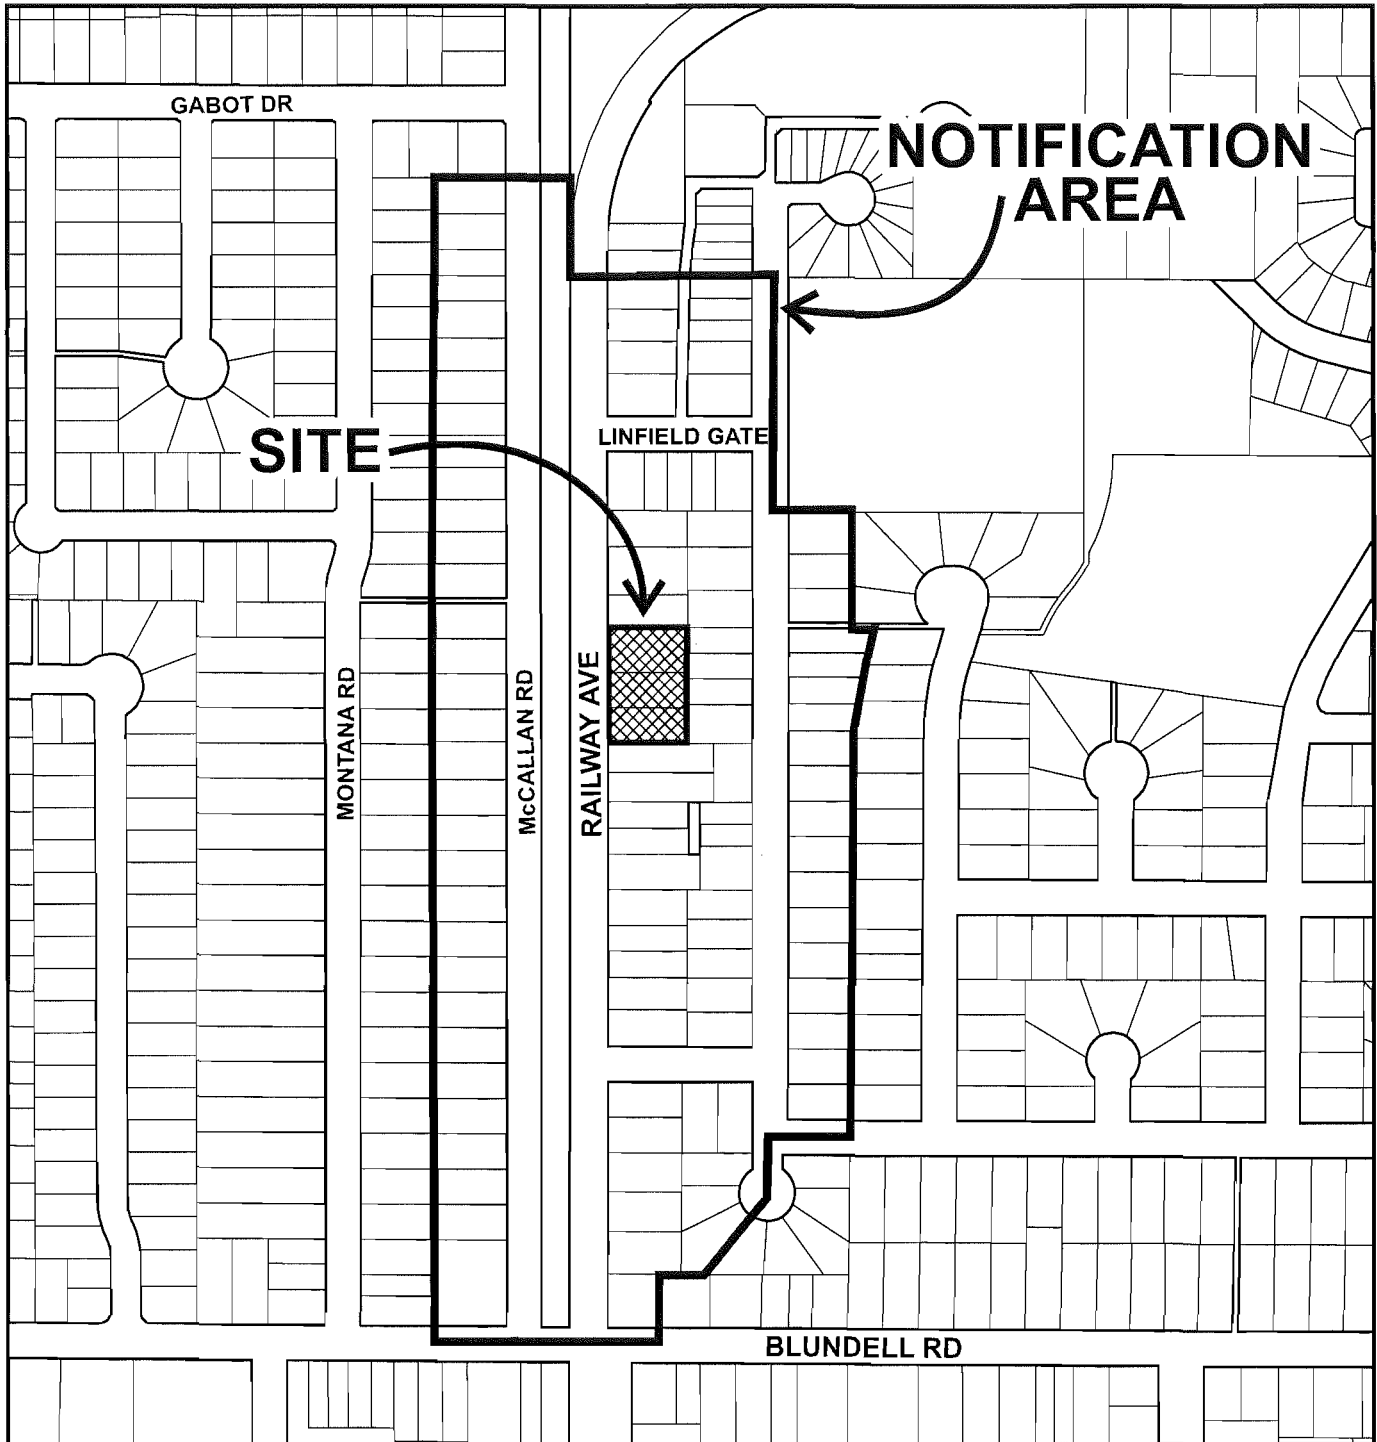 GABOT DR
NOTIFICATION
AREA
SITE
LINFIELD GATE
MONTANA RD
McCALLAN RD
RAILWAY AVE
BLUNDELL RD